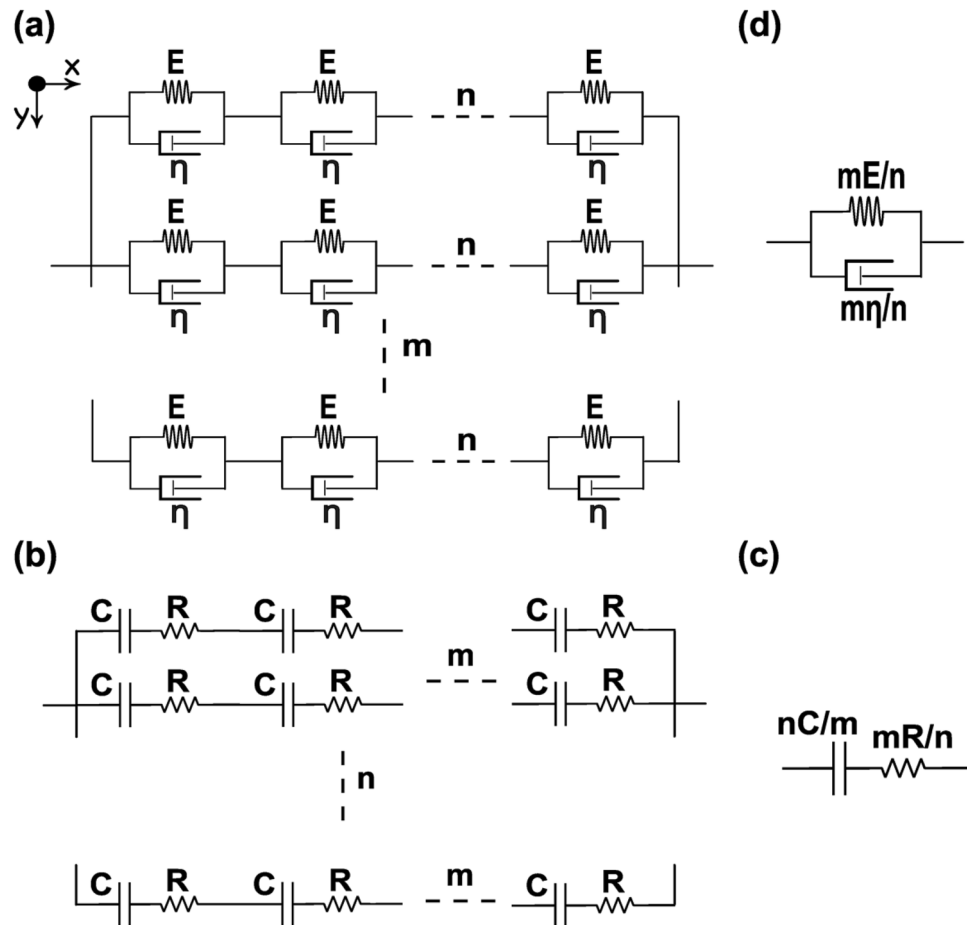 (a)
(d)
x
y
E E E
n
η η η
E E E
n
η η η
mE/n
mη/n
m
E E E
n
η η η
(b)
(c)
C R C R C R
m
C R C R C R
n
nC/m mR/n
C R C R m C R